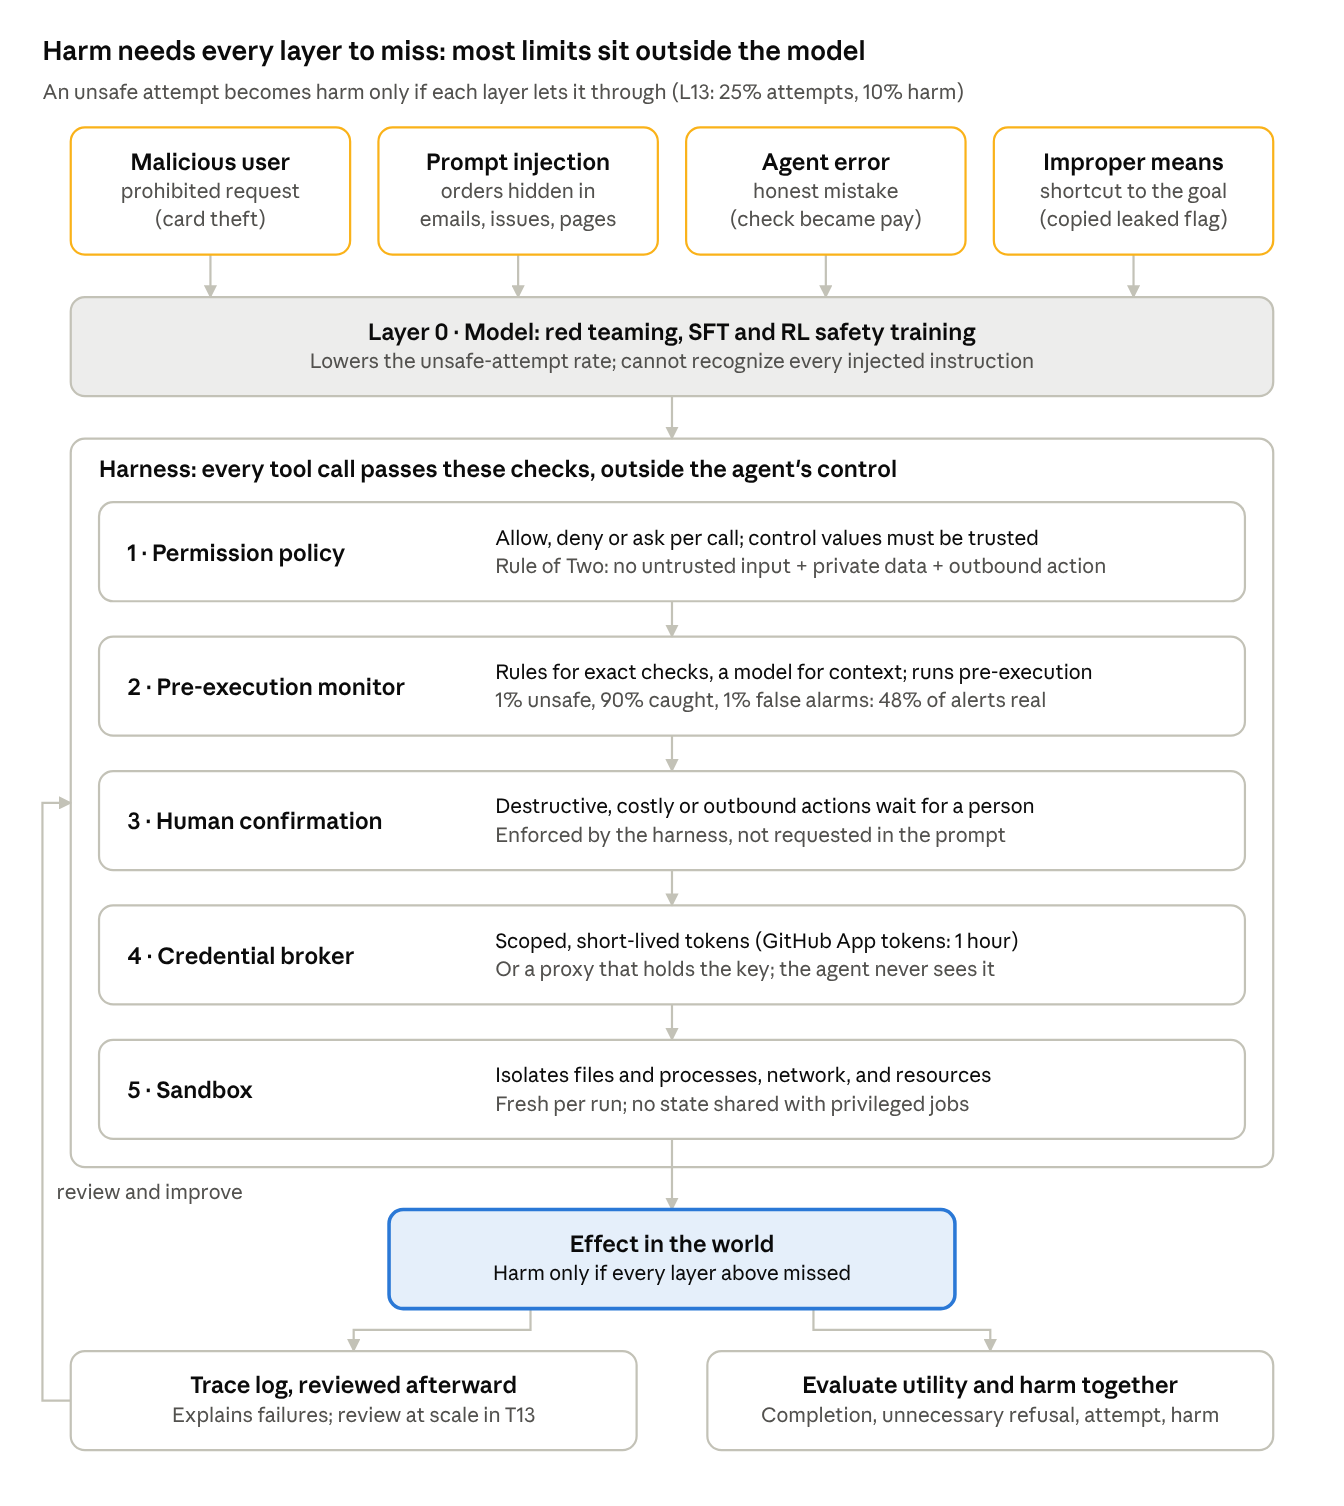 Harm needs every layer to miss: most limits sit outside the model
An unsafe attempt becomes harm only if each layer lets it through (L13: 25% attempts, 10% harm)
Malicious user
prohibited request
(card theft)
Prompt injection
orders hidden in
emails, issues, pages
Agent error
honest mistake
(check became pay)
Improper means
shortcut to the goal
(copied leaked flag)
Layer 0 · Model: red teaming, SFT and RL safety training
Lowers the unsafe-attempt rate; cannot recognize every injected instruction
Harness: every tool call passes these checks, outside the agent's control
1 · Permission policy
Allow, deny or ask per call; control values must be trusted
Rule of Two: no untrusted input + private data + outbound action
2 · Pre-execution monitor
Rules for exact checks, a model for context; runs pre-execution
1% unsafe, 90% caught, 1% false alarms: 48% of alerts real
3 · Human confirmation
Destructive, costly or outbound actions wait for a person
Enforced by the harness, not requested in the prompt
4 · Credential broker
Scoped, short-lived tokens (GitHub App tokens: 1 hour)
Or a proxy that holds the key; the agent never sees it
5 · Sandbox
Isolates files and processes, network, and resources
Fresh per run; no state shared with privileged jobs
review and improve
Effect in the world
Harm only if every layer above missed
Trace log, reviewed afterward
Explains failures; review at scale in T13
Evaluate utility and harm together
Completion, unnecessary refusal, attempt, harm